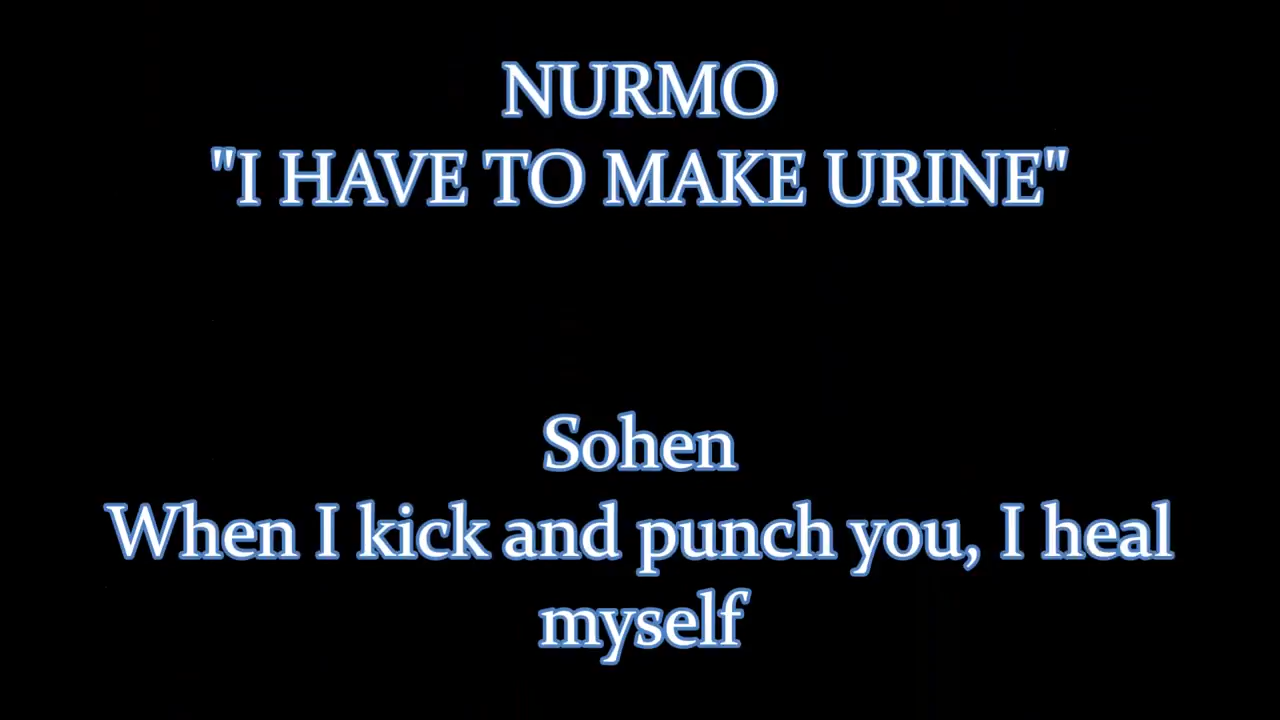 NURMO
"I HAVE TO MAKE URINE"
Sohen
When I kick and punch you, I heal
myself